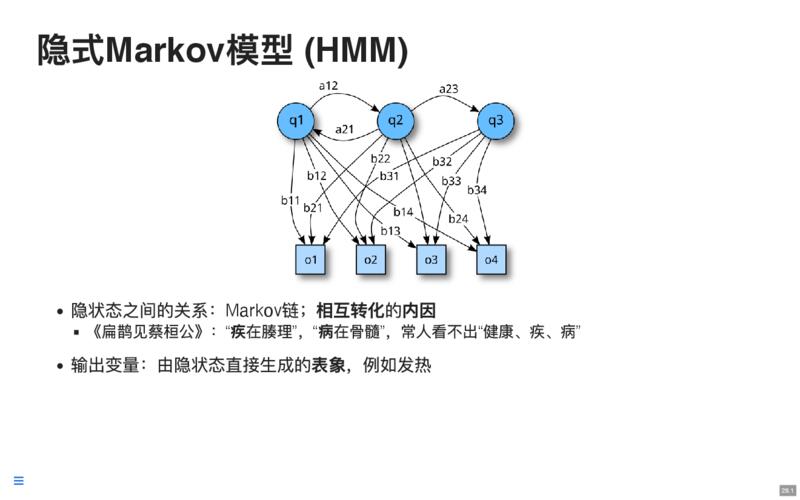 隐式Markov模型 (HMM)
a12
a23
q1
q2
q3
a21
b22
b32
b12
b31
b33
b34
b11
b21
b14
b24
b13
o1
o2
o3
o4
隐状态之间的关系：Markov链；相互转化的内因
《扁鹊见蔡桓公》：“疾在腠理”，“病在骨髓”，常人看不出“健康、疾、病”
输出变量：由隐状态直接生成的表象，例如发热
29.1